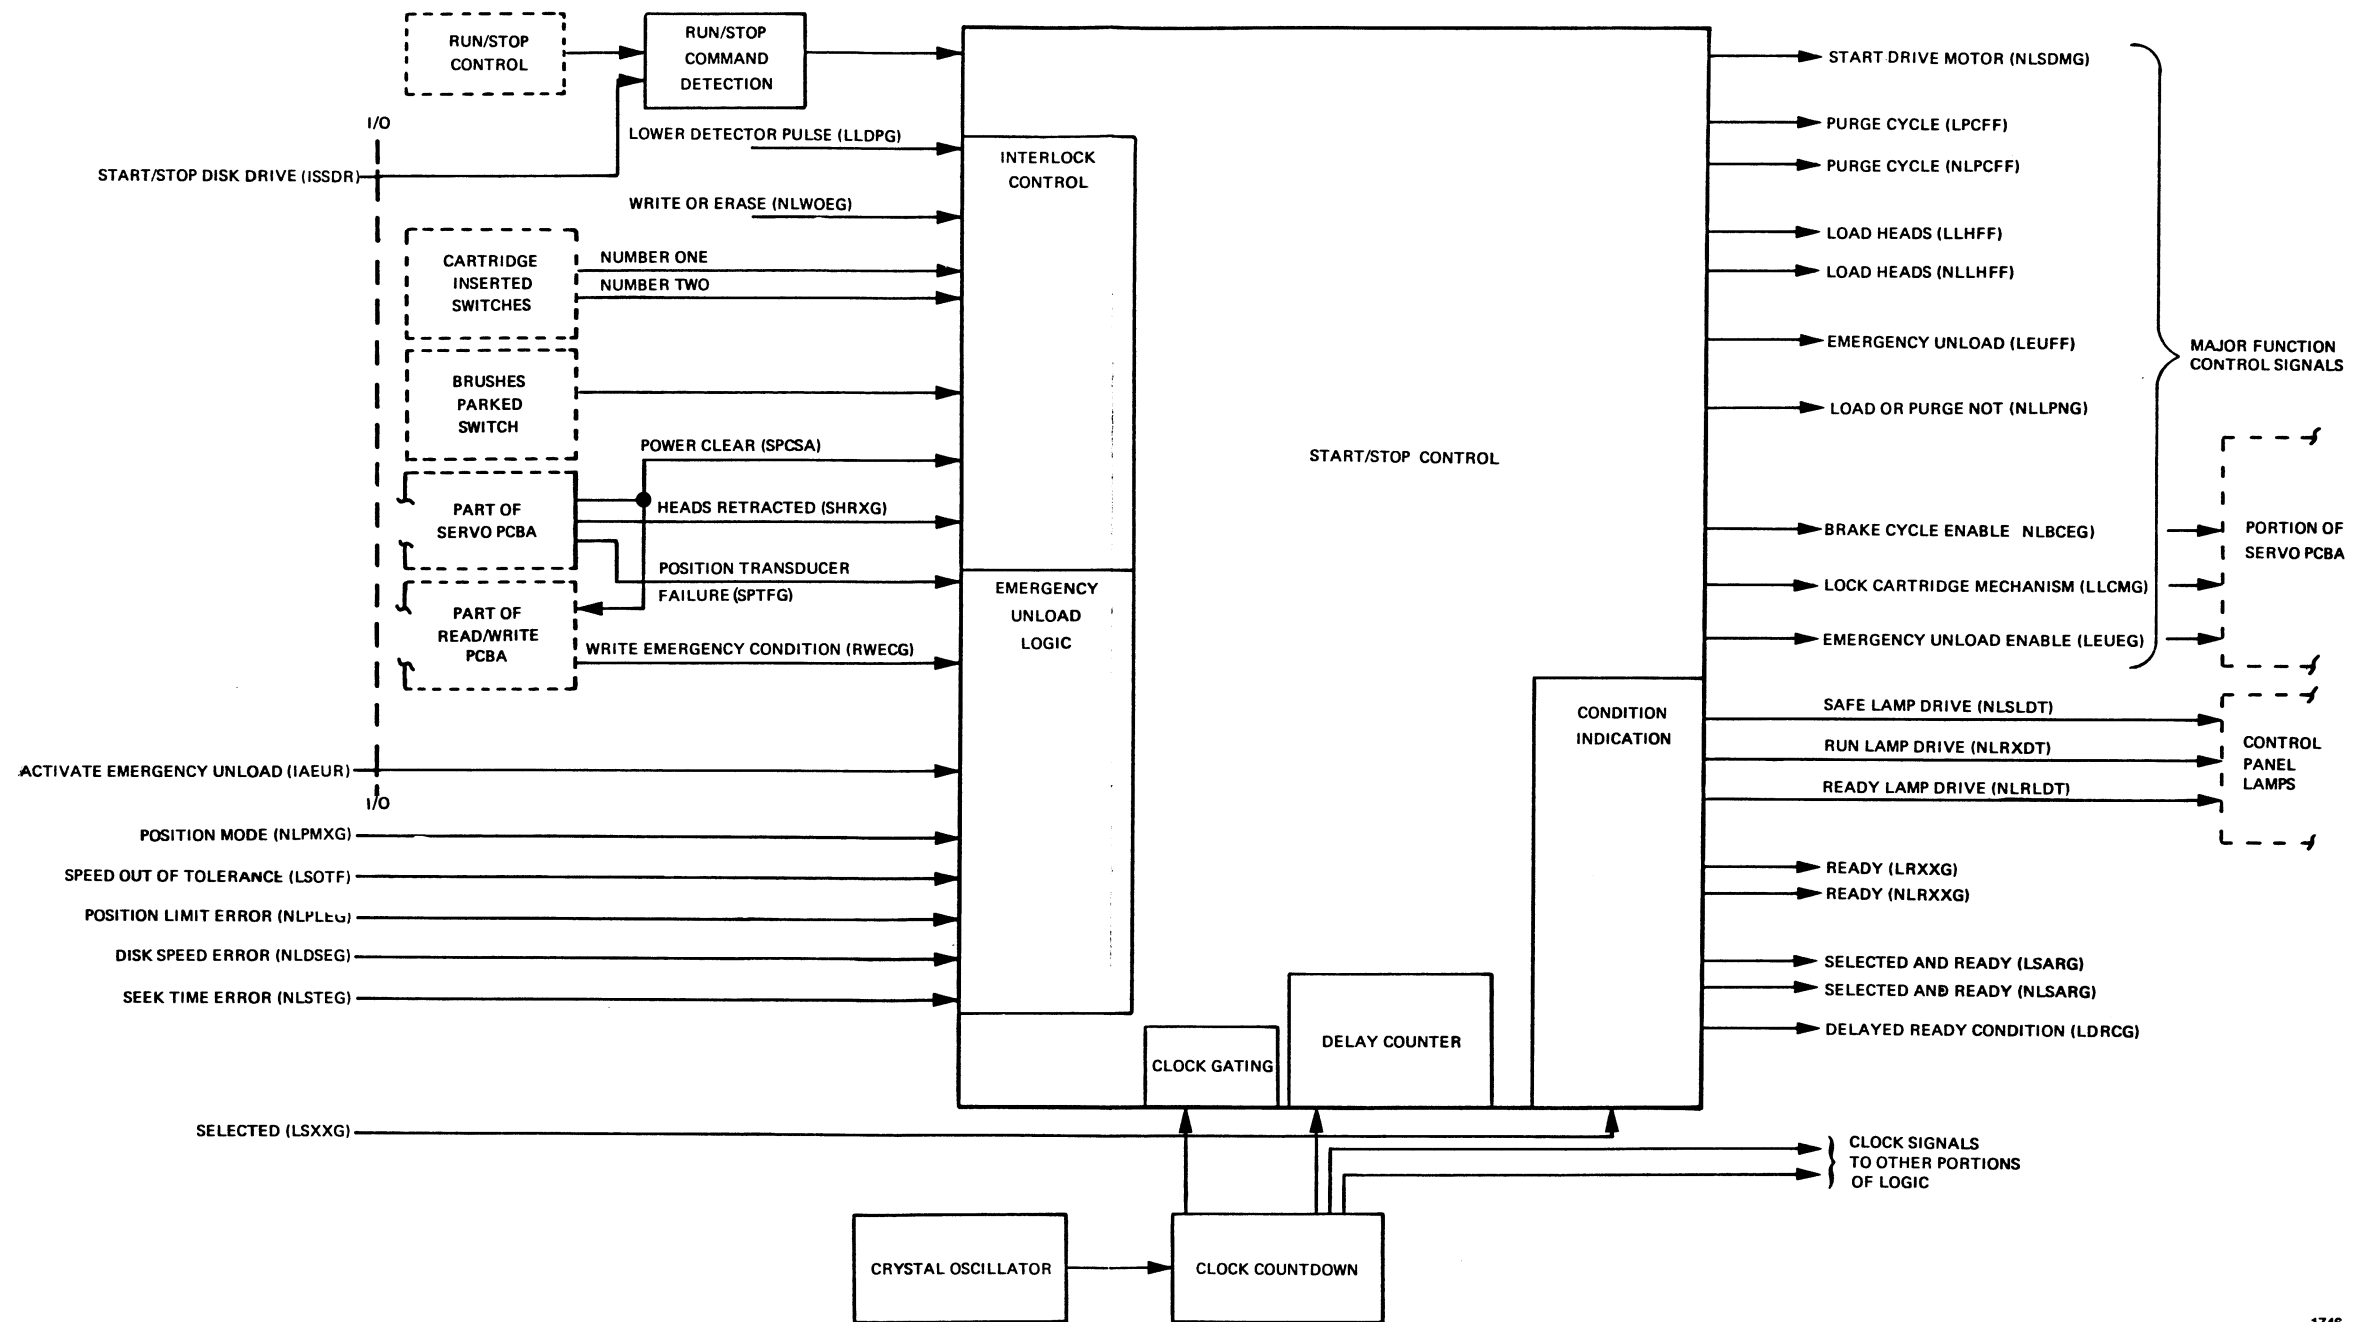 RUN/STOP
CONTROL
RUN/STOP
COMMAND
DETECTION
I/O
START/STOP DISK DRIVE (ISSDR)
LOWER DETECTOR PULSE (LLDPG)
WRITE OR ERASE (NLWOEG)
CARTRIDGE
INSERTED
SWITCHES
NUMBER ONE
NUMBER TWO
BRUSHES
PARKED
SWITCH
POWER CLEAR (SPCSA)
PART OF
SERVO PCBA
HEADS RETRACTED (SHRXG)
POSITION TRANSDUCER
FAILURE (SPTFG)
PART OF
READ/WRITE
PCBA
WRITE EMERGENCY CONDITION (RWECG)
ACTIVATE EMERGENCY UNLOAD (IAEUR)
I/O
POSITION MODE (NLPMXG)
SPEED OUT OF TOLERANCE (LSOTF)
POSITION LIMIT ERROR (NLPLEG)
DISK SPEED ERROR (NLDSEG)
SEEK TIME ERROR (NLSTEG)
SELECTED (LSXXG)
INTERLOCK
CONTROL
EMERGENCY
UNLOAD
LOGIC
START/STOP CONTROL
CONDITION
INDICATION
CLOCK GATING
DELAY COUNTER
CRYSTAL OSCILLATOR
CLOCK COUNTDOWN
START DRIVE MOTOR (NLSDMG)
PURGE CYCLE (LPCFF)
PURGE CYCLE (NLPCFF)
LOAD HEADS (LLHFF)
LOAD HEADS (NLLHFF)
EMERGENCY UNLOAD (LEUFF)
LOAD OR PURGE NOT (NLLPNG)
BRAKE CYCLE ENABLE NLBCEG)
LOCK CARTRIDGE MECHANISM (LLCMG)
EMERGENCY UNLOAD ENABLE (LEUEG)
MAJOR FUNCTION
CONTROL SIGNALS
PORTION OF
SERVO PCBA
SAFE LAMP DRIVE (NLSLDT)
RUN LAMP DRIVE (NLRXDT)
READY LAMP DRIVE (NLRLDT)
CONTROL
PANEL
LAMPS
READY (LRXXG)
READY (NLRXXG)
SELECTED AND READY (LSARG)
SELECTED AND READY (NLSARG)
DELAYED READY CONDITION (LDRCG)
CLOCK SIGNALS
TO OTHER PORTIONS
OF LOGIC